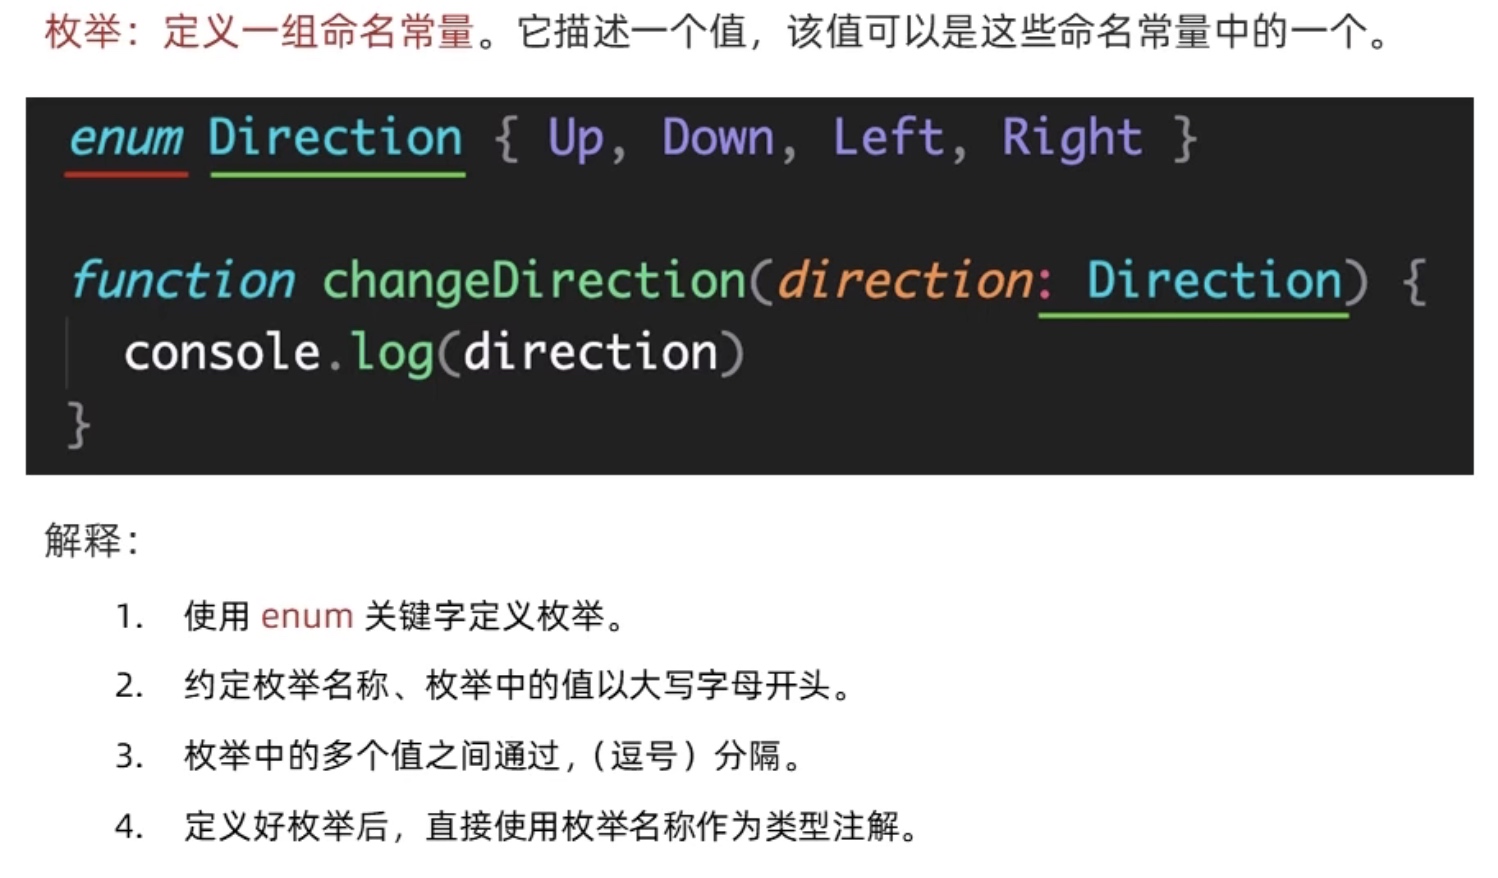 枚举：定义一组命名常量。它描述一个值，该值可以是这些命名常量中的一个。
enum Direction { Up, Down, Left, Right }
function changeDirection(direction: Direction) {
console.log(direction)
}
解释：
1. 使用 enum 关键字定义枚举。
2. 约定枚举名称、枚举中的值以大写字母开头。
3. 枚举中的多个值之间通过,（逗号）分隔。
4. 定义好枚举后，直接使用枚举名称作为类型注解。